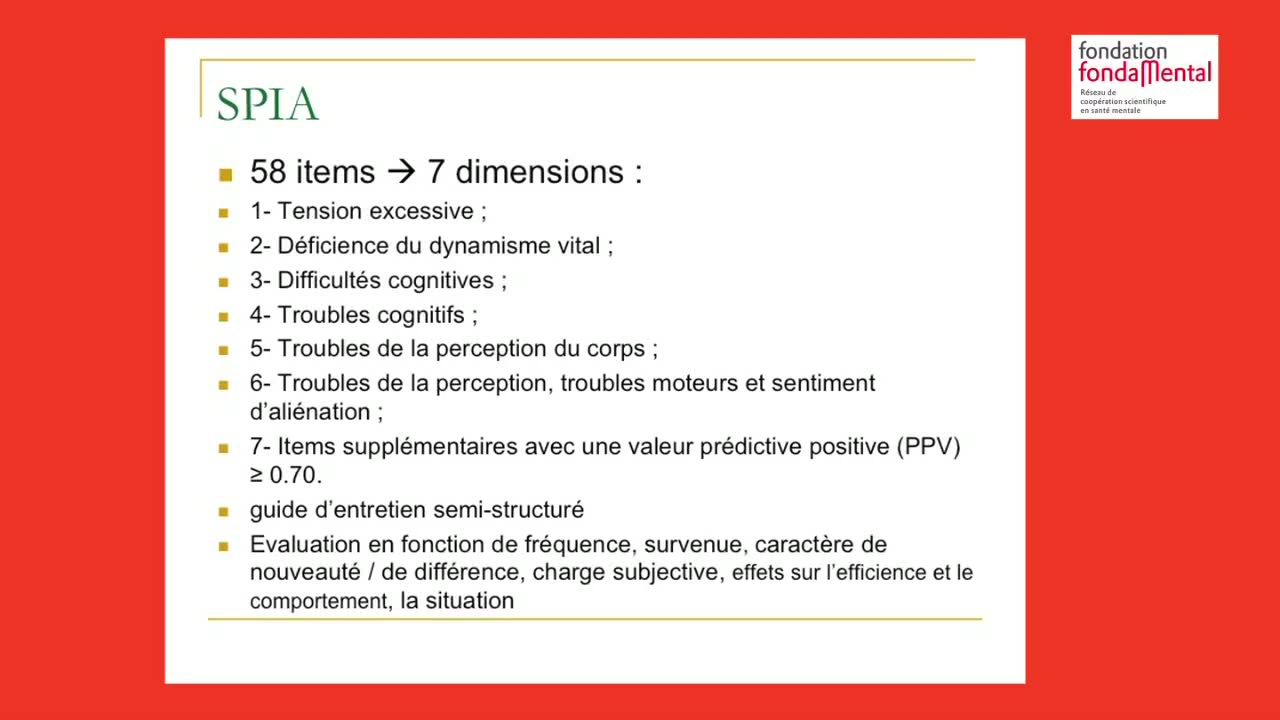 SPIA
58 items → 7 dimensions :
1- Tension excessive ;
2- Déficience du dynamisme vital ;
3- Difficultés cognitives ;
4- Troubles cognitifs ;
5- Troubles de la perception du corps ;
6- Troubles de la perception, troubles moteurs et sentiment
d’aliénation ;
7- Items supplémentaires avec une valeur prédictive positive (PPV)
≥ 0.70.
guide d’entretien semi-structuré
Evaluation en fonction de fréquence, survenue, caractère de
nouveauté / de différence, charge subjective, effets sur l’efficience et le
comportement, la situation
fondation
fondaMental
Réseau de
coopération scientifique
en santé mentale